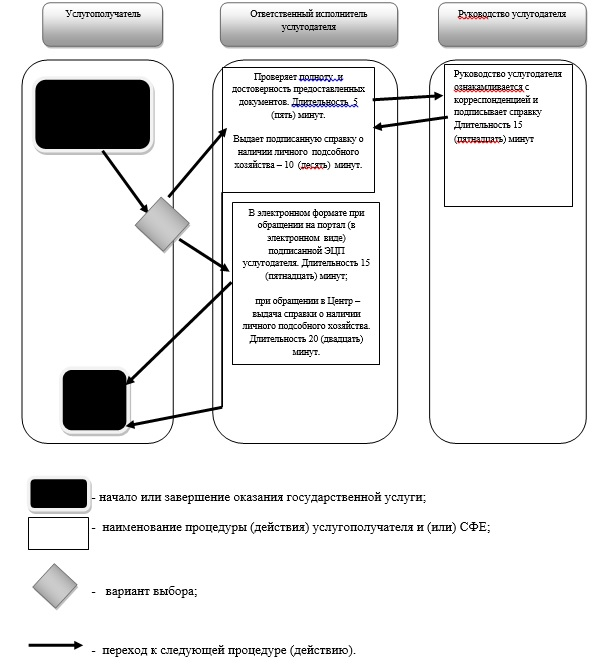 Услугополучатель
Ответственный исполнитель
услугодателя
Руководство услугодателя
Проверяет полноту и
достоверность предоставленных
документов. Длительность 5
(пять) минут.
Выдает подписанную справку о
наличии личного подсобного
хозяйства – 10 (десять) минут.
Руководство услугодателя
ознакамливается с
корреспонденцией и
подписывает справку
Длительность 15
(пятнадцать) минут
В электронном формате при
обращении на портал (в
электронном виде)
подписанной ЭЦП
услугодателя. Длительность 15
(пятнадцать) минут;
при обращении в Центр –
выдача справки о наличии
личного подсобного хозяйства.
Длительность 20 (двадцать)
минут.
- начало или завершение оказания государственной услуги;
- наименование процедуры (действия) услугополучателя и (или) СФЕ;
- вариант выбора;
- переход к следующей процедуре (действию).